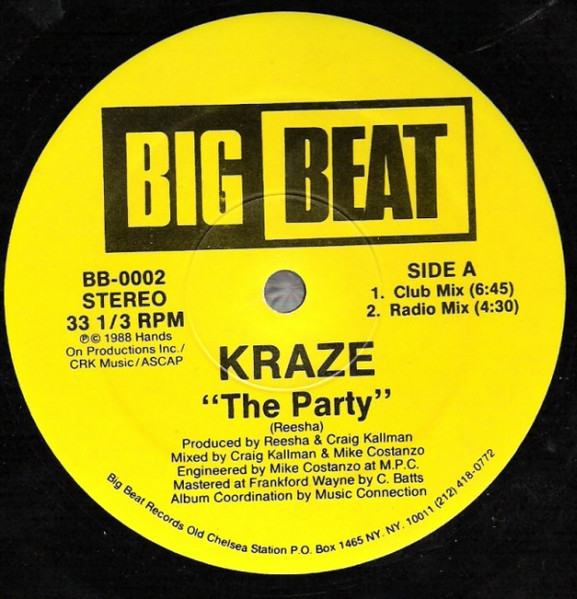 BIG BEAT
BB-0002
STEREO
33 1/3 RPM
℗© 1988 Hands
On Productions Inc./
CRK Music/ASCAP
SIDE A
1. Club Mix (6:45)
2. Radio Mix (4:30)
KRAZE
“The Party”
(Reesha)
Produced by Reesha & Craig Kallman
Mixed by Craig Kallman & Mike Costanzo
Engineered by Mike Costanzo at M.P.C.
Mastered at Frankford Wayne by C. Batts
Album Coordination by Music Connection
Big Beat Records Old Chelsea Station P.O. Box 1465 NY. NY. 10011 (212) 418-0772